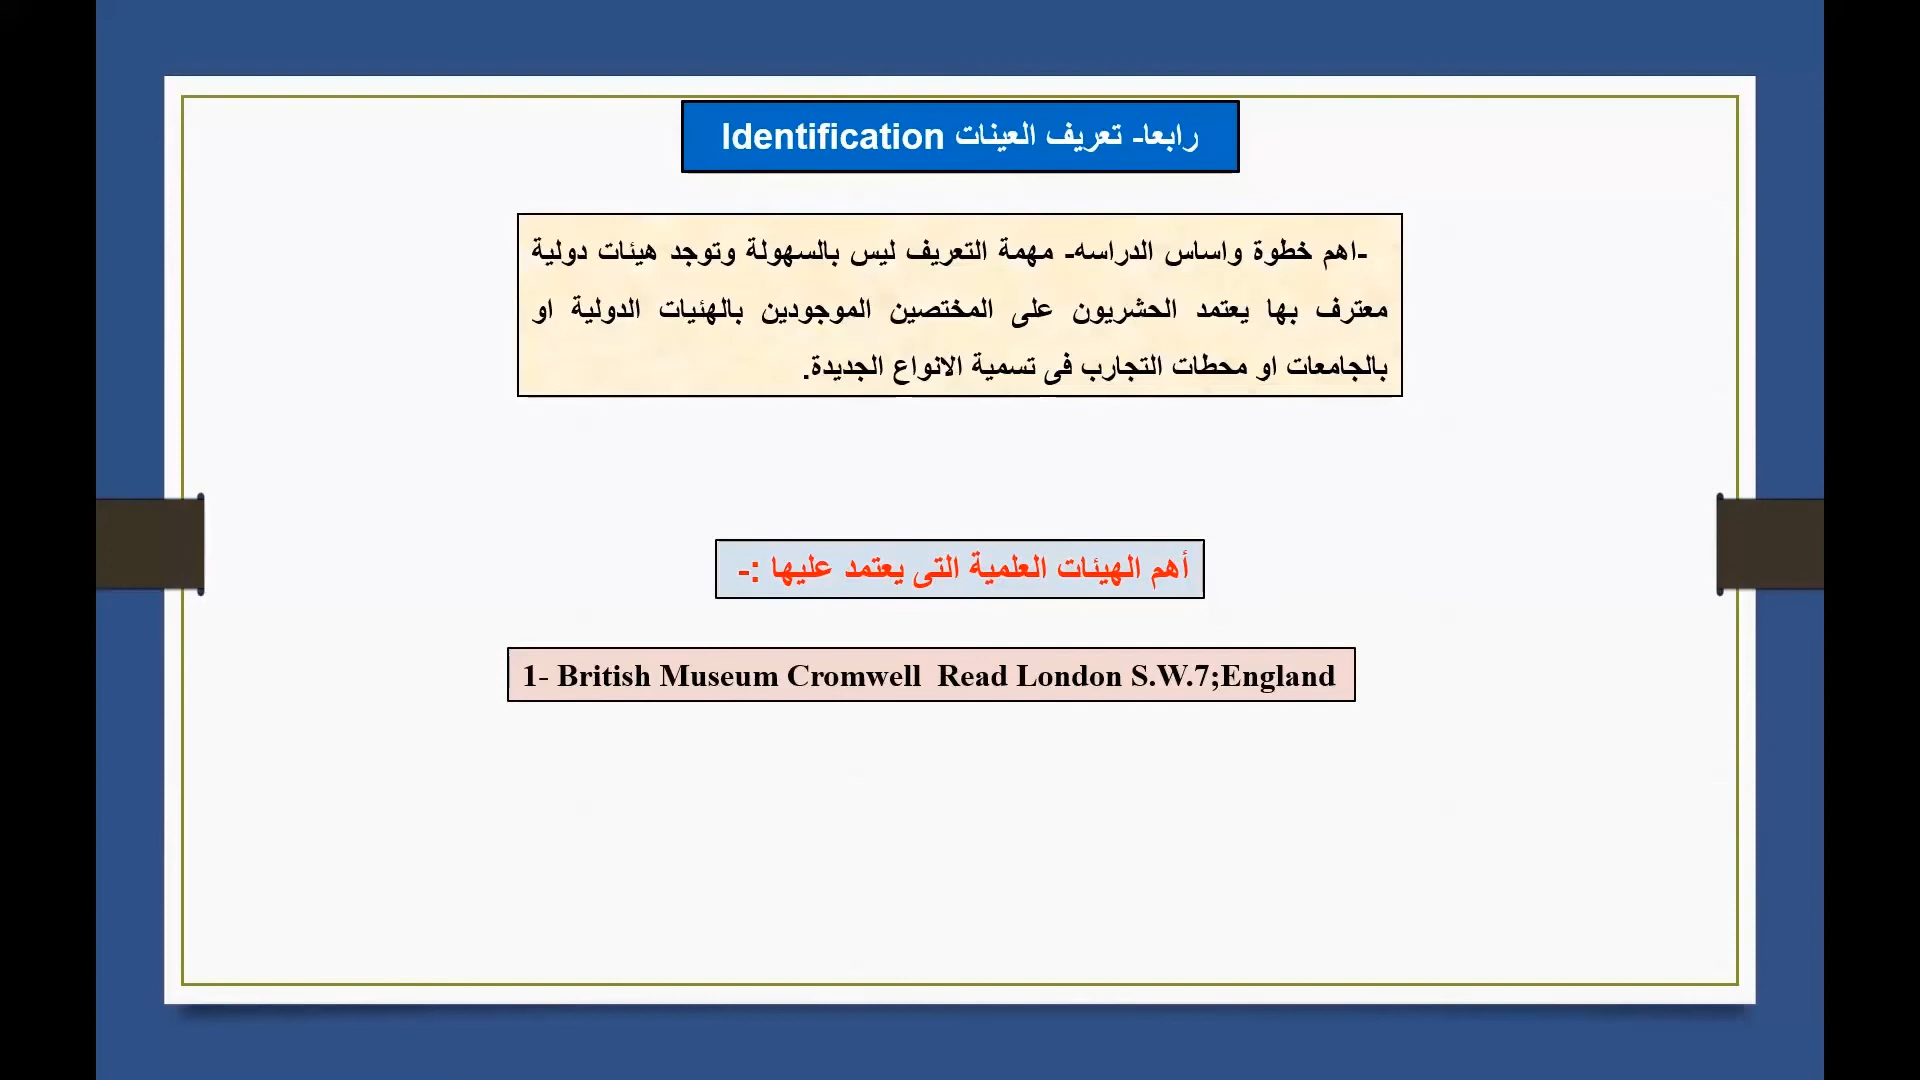 رابعا- تعريف العينات Identification
-اهم خطوة واساس الدراسه- مهمة التعريف ليس بالسهولة وتوجد هيئات دولية
معترف بها يعتمد الحشريون على المختصين الموجودين بالهئيات الدولية او
بالجامعات او محطات التجارب فى تسمية الانواع الجديدة.
أهم الهيئات العلمية التى يعتمد عليها :-
1- British Museum Cromwell Read London S.W.7;England